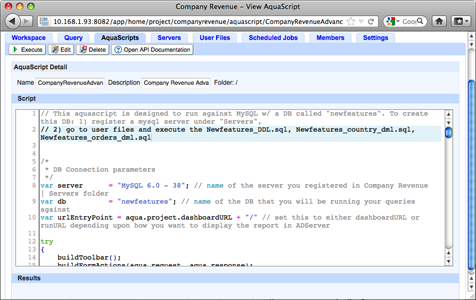 Company Revenue - View AquaScript
10.168.1.93:8082/app/home/project/companyrevenue/aquascript/CompanyRevenueAdvanc
Workspace Query AquaScripts Servers User Files Scheduled Jobs Members Settings
Execute Edit Delete Open API Documentation
AquaScript Detail
Name CompanyRevenueAdvan Description Company Revenue Adva Folder: /
Script
1 // This aquascript is designed to run against MySQL w/ a DB called "newfeatures". To create
this DB: 1) register a mysql server under "Servers",
2 // 2) go to user files and execute the Newfeatures_DDL.sql, Newfeatures_country_dml.sql,
Newfeatures_orders_dml.sql
3
4
5 /*
6 * DB Connection parameters
7 */
8 var server = "MySQL 6.0 - 38"; // name of the server you registered in Company Revenue
| Servers folder
9 var db = "newfeatures"; // name of the DB that you will be running your
queries against
10 var urlEntryPoint = aqua.project.dashboardURL + "/" // set this to either dashboardURL or
runURL depending upon how you want to display the report in ADServer
11
12 try
13 {
14 buildToolbar();
15 buildFormActions(aqua.request, aqua.response);
Results